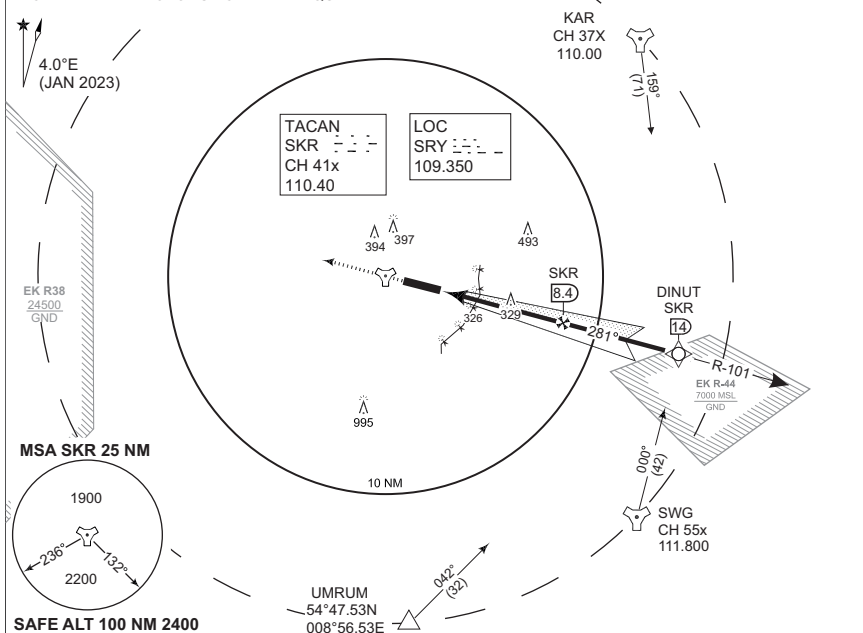 KAR
CH 37X
110.00
159°
(71)
4.0°E
(JAN 2023)
TACAN
SKR
CH 41x
110.40
LOC
SRY
109.350
394
397
493
EK R38
24500
GND
SKR
8.4
326
329
281°
DINUT
SKR
14
R-101
EK R-44
7000 MSL
GND
995
10 NM
000°
(42)
SWG
CH 55x
111.800
MSA SKR 25 NM
1900
236°
132°
2200
SAFE ALT 100 NM 2400
UMRUM
54°47.53N
008°56.53E
042°
(32)